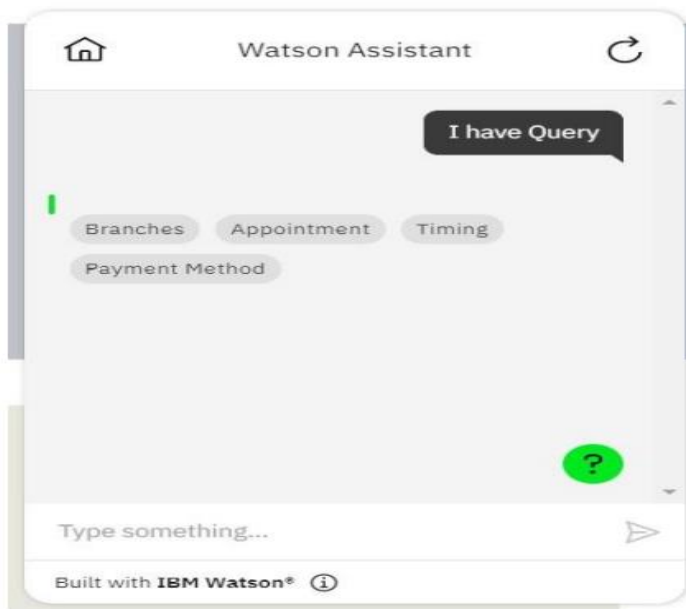 Watson Assistant
I have Query
Branches Appointment Timing
Payment Method
?
Type something...
Built with IBM Watson®